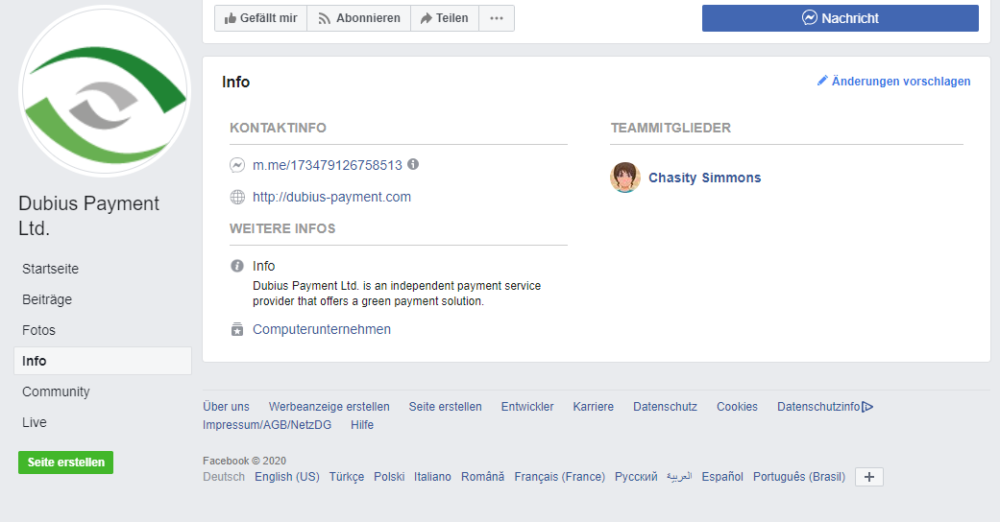 Gefällt mir Abonnieren Teilen ··· Nachricht
Info
Änderungen vorschlagen
KONTAKTINFO
m.me/173479126758513
http://dubius-payment.com
WEITERE INFOS
Info
Dubius Payment Ltd. is an independent payment service
provider that offers a green payment solution.
Computerunternehmen
TEAMMITGLIEDER
Chasity Simmons
Dubius Payment
Ltd.
Startseite
Beiträge
Fotos
Info
Community
Live
Seite erstellen
Über uns Werbeanzeige erstellen Seite erstellen Entwickler Karriere Datenschutz Cookies Datenschutzinfo
Impressum/AGB/NetzDG Hilfe
Facebook © 2020
Deutsch English (US) Türkçe Polski Italiano Română Français (France) Русский العربية Español Português (Brasil) +